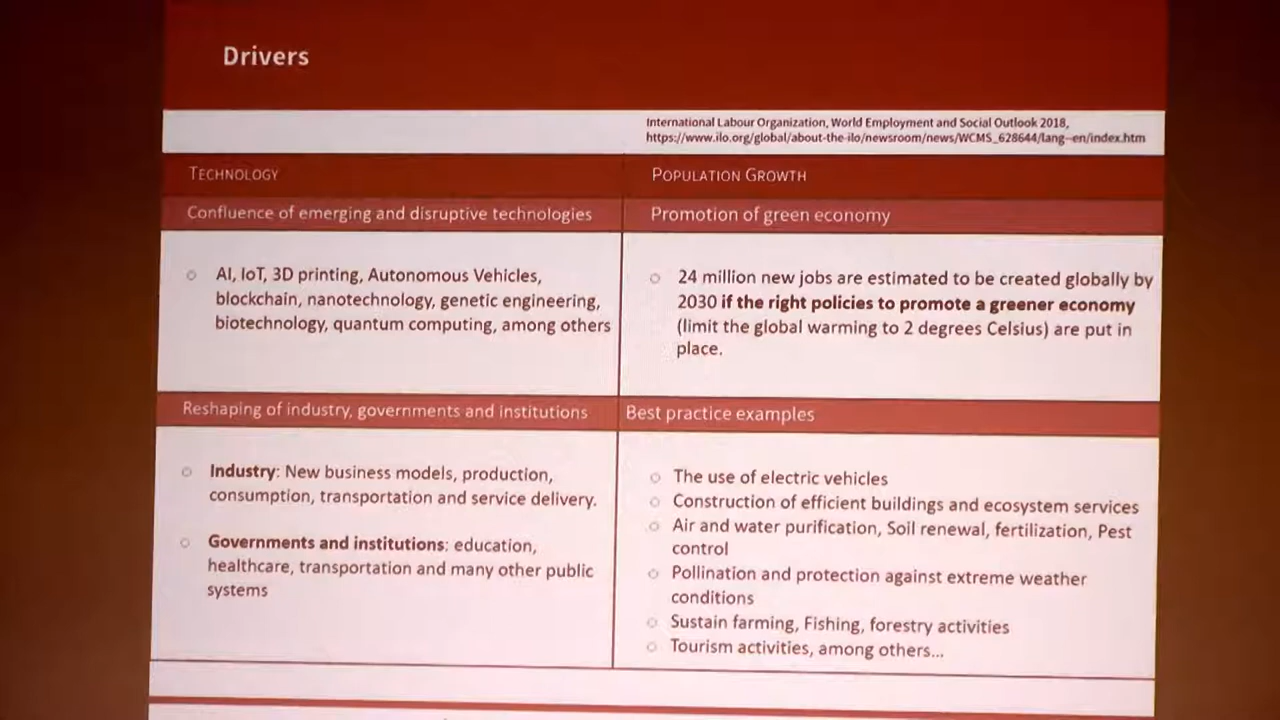 Drivers
International Labour Organization, World Employment and Social Outlook 2018,
https://www.ilo.org/global/about-the-ilo/newsroom/news/WCMS_628644/lang--en/index.htm
TECHNOLOGY
POPULATION GROWTH
Confluence of emerging and disruptive technologies
Promotion of green economy
AI, IoT, 3D printing, Autonomous Vehicles,
blockchain, nanotechnology, genetic engineering,
biotechnology, quantum computing, among others
24 million new jobs are estimated to be created globally by
2030 if the right policies to promote a greener economy
(limit the global warming to 2 degrees Celsius) are put in
place.
Reshaping of industry, governments and institutions
Best practice examples
Industry: New business models, production,
consumption, transportation and service delivery.
Governments and institutions: education,
healthcare, transportation and many other public
systems
The use of electric vehicles
Construction of efficient buildings and ecosystem services
Air and water purification, Soil renewal, fertilization, Pest
control
Pollination and protection against extreme weather
conditions
Sustain farming, Fishing, forestry activities
Tourism activities, among others...